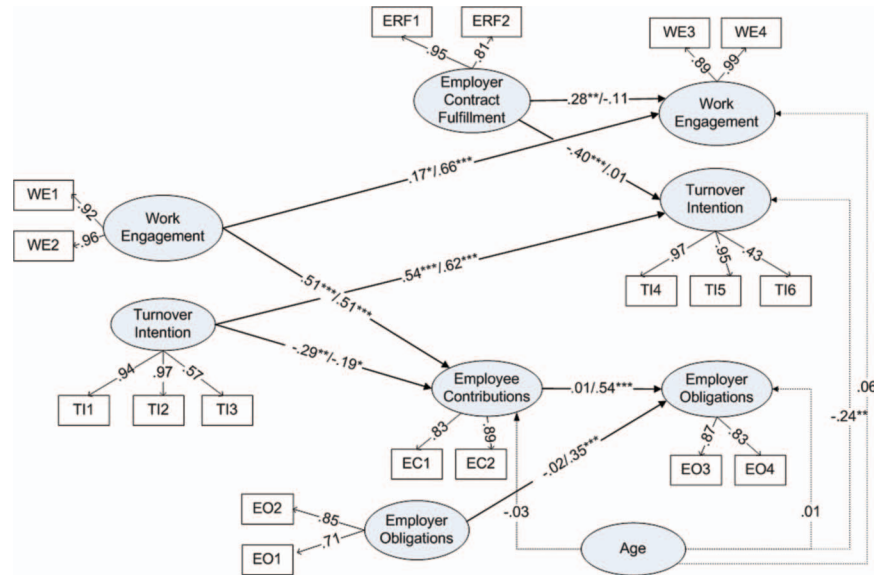 ERF1
ERF2
.95
.81
WE3
WE4
.89
.99
Employer
Contract
Fulfillment
.28**/-.11
Work
Engagement
-.40***/.01
.17*/.66***
WE1
WE2
.92
.96
Work
Engagement
Turnover
Intention
.97
.95
.43
TI4
TI5
TI6
.54***/.62***
.51***/.51***
Turnover
Intention
-.29**/-.19*
.94
.97
.57
TI1
TI2
TI3
Employee
Contributions
.01/.54***
Employer
Obligations
.83
.89
EC1
EC2
.87
.83
EO3
EO4
-.02/.35***
.06
-.24**
EO2
EO1
.85
.71
Employer
Obligations
-.03
Age
.01